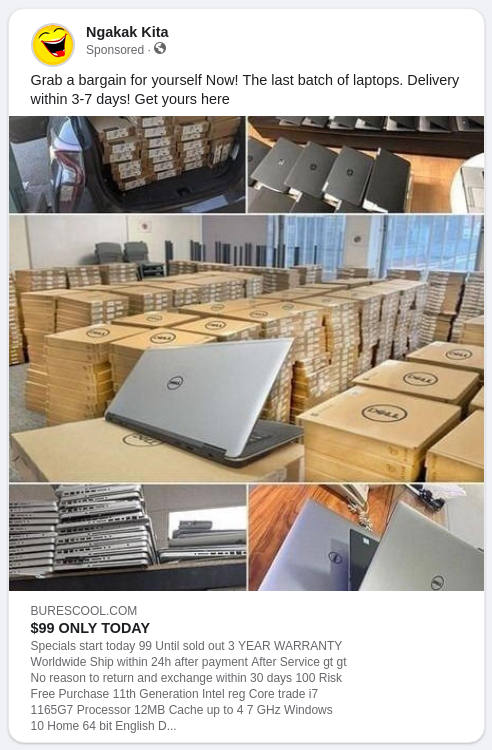 Ngakak Kita
Sponsored ·
Grab a bargain for yourself Now! The last batch of laptops. Delivery
within 3-7 days! Get yours here
DELL
DELL
DELL
DELL
BURESCOOL.COM
$99 ONLY TODAY
Specials start today 99 Until sold out 3 YEAR WARRANTY
Worldwide Ship within 24h after payment After Service gt gt
No reason to return and exchange within 30 days 100 Risk
Free Purchase 11th Generation Intel reg Core trade i7
1165G7 Processor 12MB Cache up to 4 7 GHz Windows
10 Home 64 bit English D...